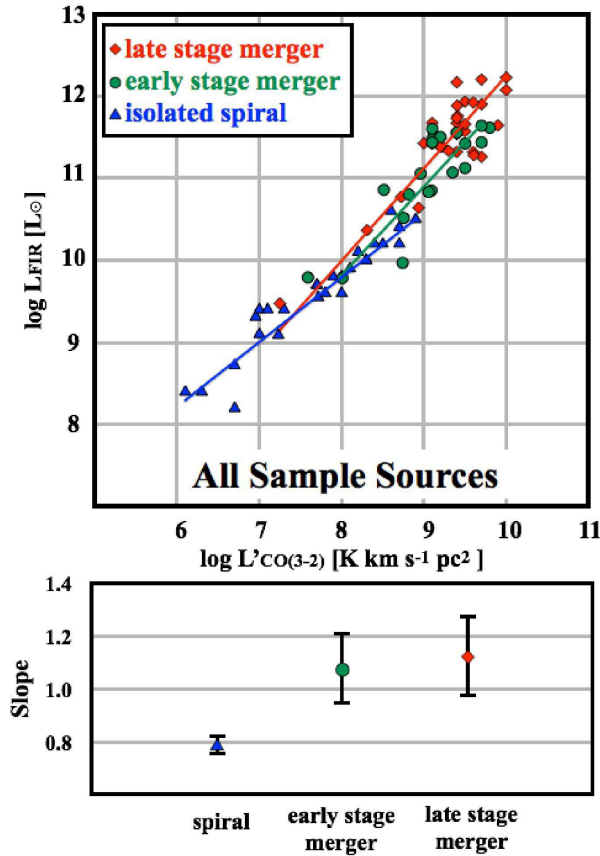 13
12
11
10
9
8
log LFIR [L⊙]
late stage merger
early stage merger
isolated spiral
All Sample Sources
6 7 8 9 10 11
log L’CO(3-2) [K km s-1 pc2 ]
1.4
1.2
1.0
0.8
Slope
spiral
early stage
merger
late stage
merger